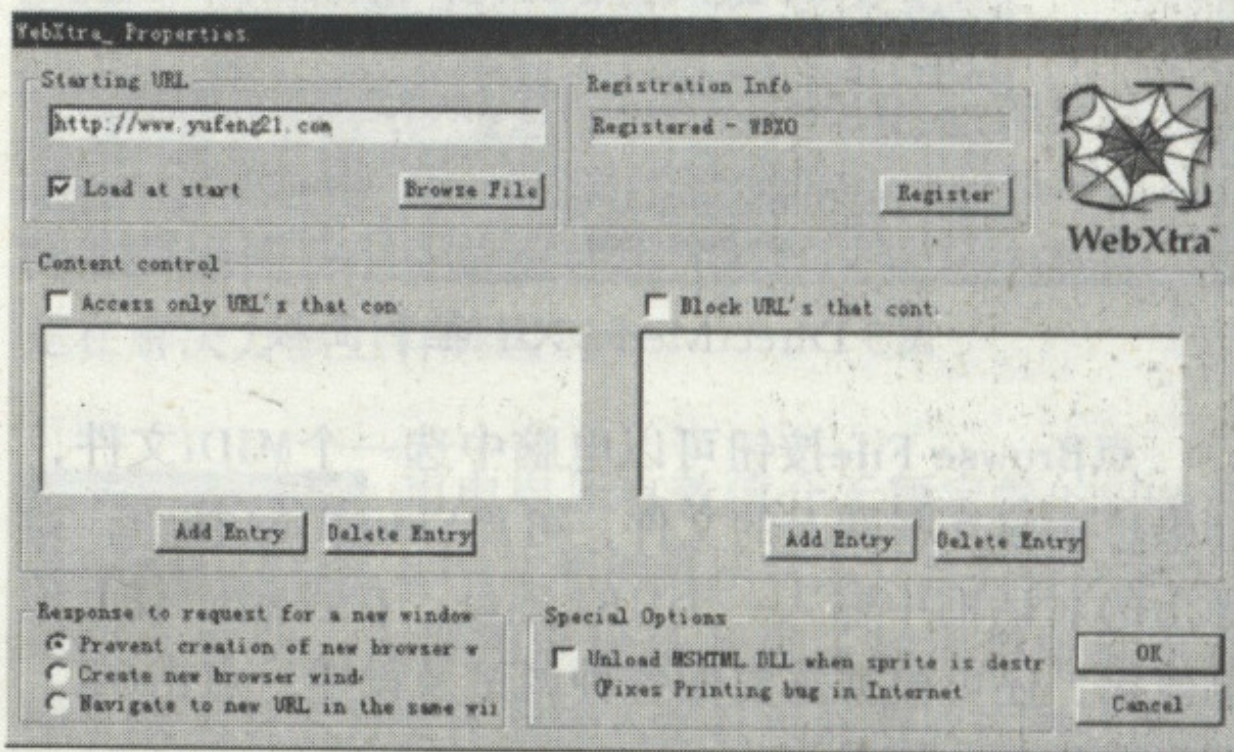 WebXtra_ Properties
Starting URL
http://www.yufeng21.com
Load at start
Browse File
Registration Info
Registered - WBXO
Register
WebXtra
Content control
Access only URL's that con
Block URL's that cont
Add Entry
Delete Entry
Add Entry
Delete Entry
Response to request for a new window
Prevent creation of new browser w
Create new browser wind
Navigate to new URL in the same wi
Special Options
Unload MSHTML.DLL when sprite is destr
(Fixes Printing bug in Internet
OK
Cancel